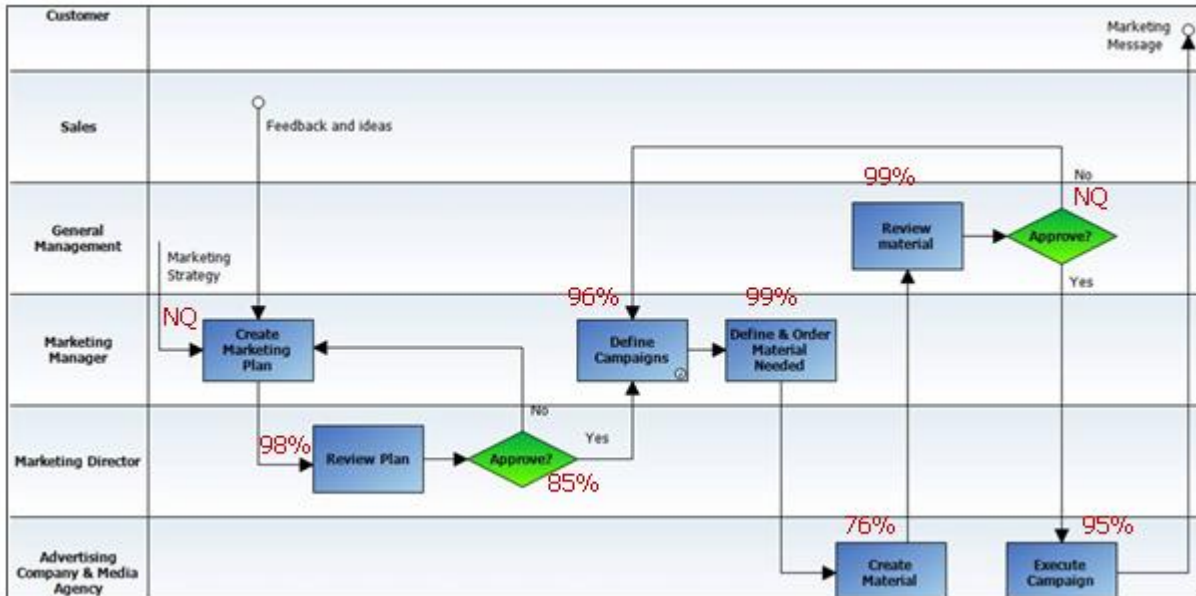 Customer
Marketing
Message
Sales
Feedback and ideas
99%
No
NQ
General
Management
Review
material
Approve?
Marketing
Strategy
Yes
96%
99%
NQ
Marketing
Manager
Create
Marketing
Plan
Define
Campaigns
Define & Order
Material
Needed
No
98%
Marketing Director
Review Plan
Approve?
Yes
85%
76%
95%
Advertising
Company & Media
Agency
Create
Material
Execute
Campaign